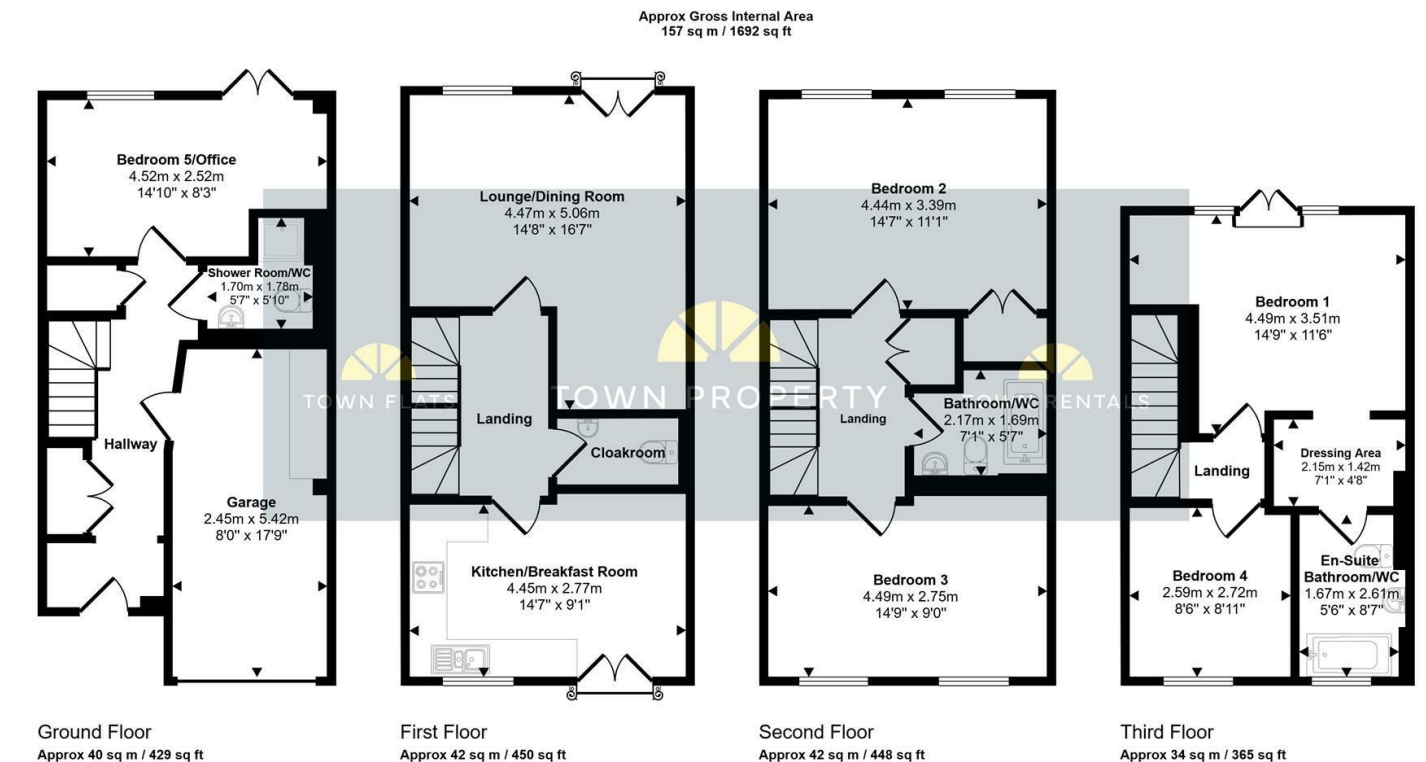 Approx Gross Internal Area
157 sq m / 1692 sq ft
Bedroom 5/Office
4.52m x 2.52m
14'10" x 8'3"
Shower Room/WC
1.70m x 1.78m
5'7" x 5'10"
Hallway
Garage
2.45m x 5.42m
8'0" x 17'9"
Ground Floor
Approx 40 sq m / 429 sq ft
Lounge/Dining Room
4.47m x 5.06m
14'8" x 16'7"
Landing
Cloakroom
Kitchen/Breakfast Room
4.45m x 2.77m
14'7" x 9'1"
First Floor
Approx 42 sq m / 450 sq ft
Bedroom 2
4.44m x 3.39m
14'7" x 11'1"
Landing
Bathroom/WC
2.17m x 1.69m
7'1" x 5'7"
Bedroom 3
4.49m x 2.75m
14'9" x 9'0"
Second Floor
Approx 42 sq m / 448 sq ft
Bedroom 1
4.49m x 3.51m
14'9" x 11'6"
Dressing Area
2.15m x 1.42m
7'1" x 4'8"
Landing
Bedroom 4
2.59m x 2.72m
8'6" x 8'11"
En-Suite
Bathroom/WC
1.67m x 2.61m
5'6" x 8'7"
Third Floor
Approx 34 sq m / 365 sq ft
TOWN FLATS
TOWN PROPERTY
TOWN RENTALS